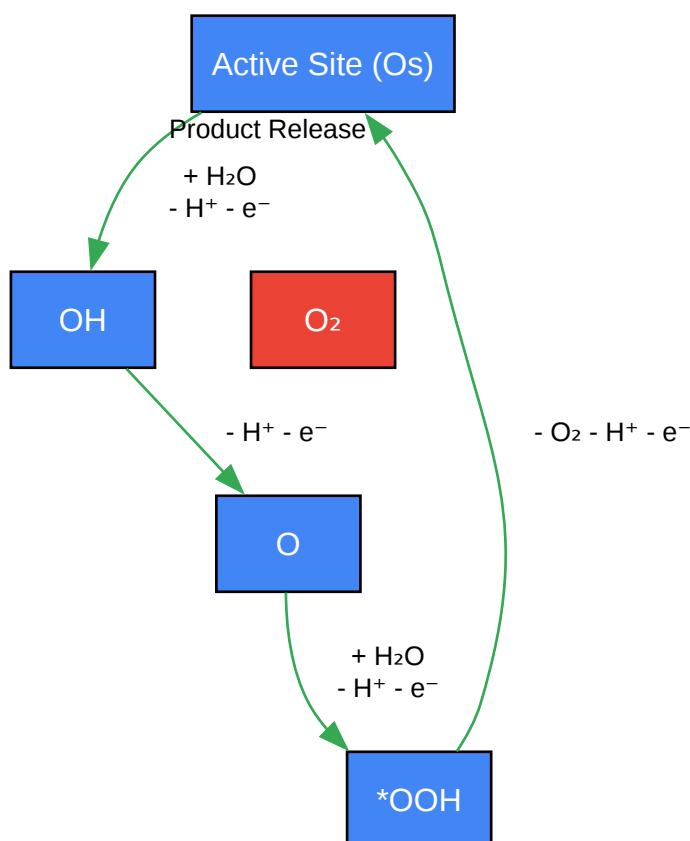 Active Site (Os)
Product Release
+ H₂O
- H⁺ - e⁻
OH
O₂
- H⁺ - e⁻
- O₂ - H⁺ - e⁻
O
+ H₂O
- H⁺ - e⁻
*OOH